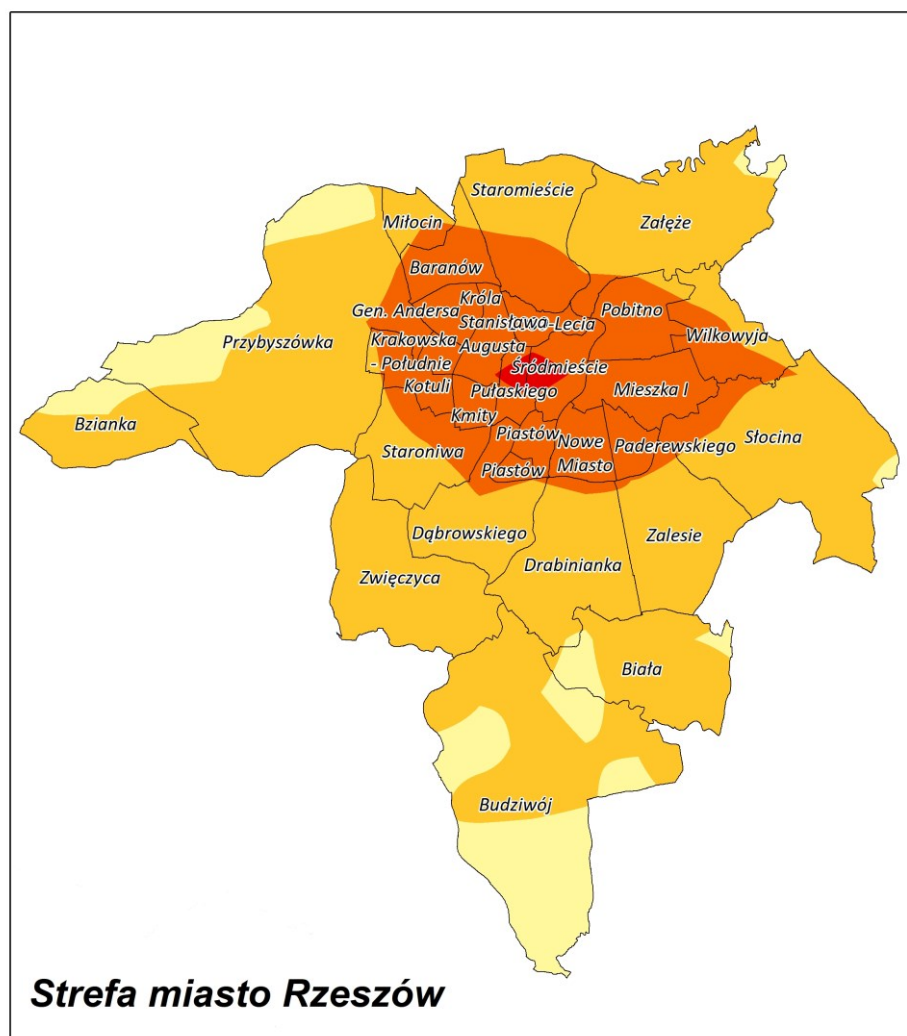 Staromieście
Miłocin
Załęże
Baranów
Króla
Gen. Andersa
Pobitno
Stanisława
-Lecia
Krakowska
Wilkowyja
Przybyszówka
Augusta
- Południe
Śródmieście
Kotuli
Pułaskiego
Mieszka I
Bzianka
Kmity
Piastów
Nowe
Słocina
Staroniwa
Paderewskiego
Piastów
Miasto
Dąbrowskiego
Zalesie
Drabinianka
Zwięczyca
Biała
Budziwój
Strefa miasto Rzeszów